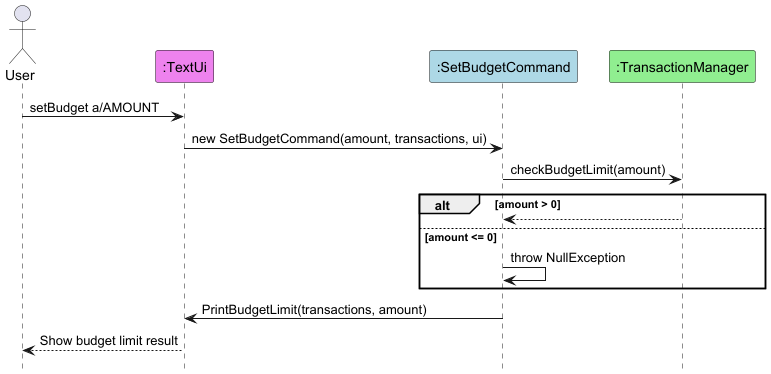 User
:TextUi
:SetBudgetCommand
:TransactionManager
setBudget a/AMOUNT
new SetBudgetCommand(amount, transactions, ui)
checkBudgetLimit(amount)
alt
[amount > 0]
[amount <= 0]
throw NullException
PrintBudgetLimit(transactions, amount)
Show budget limit result